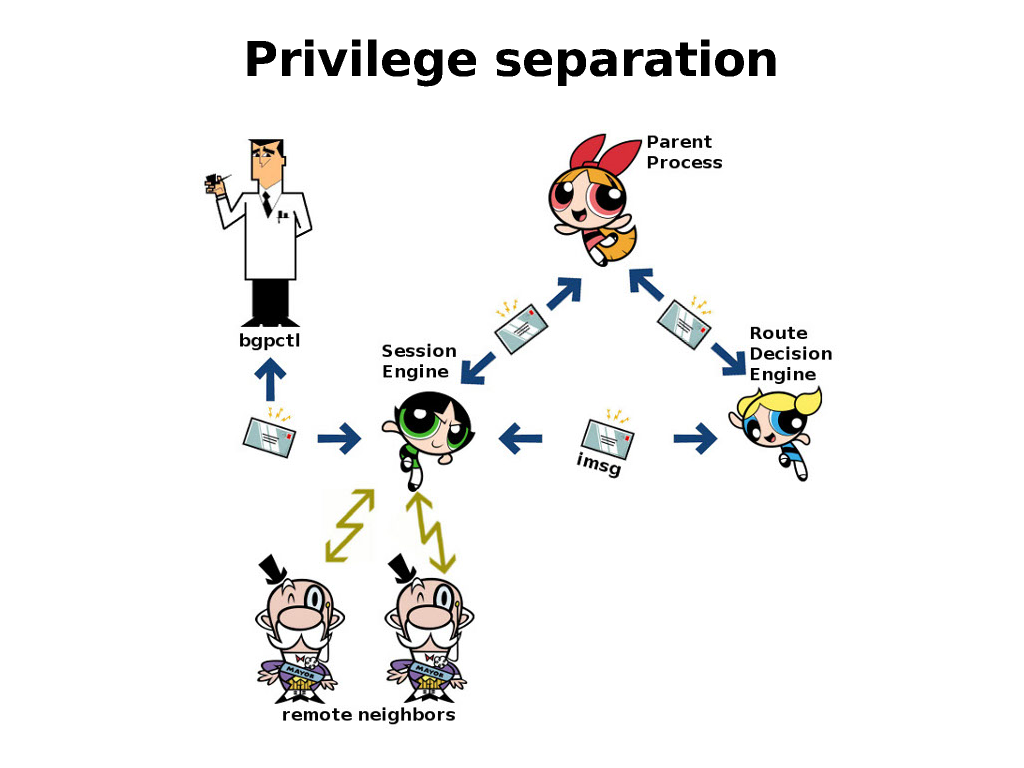 Privilege separation
Parent
Process
bgpctl
Session
Engine
Route
Decision
Engine
imsg
MAYOR
MAYOR
remote neighbors